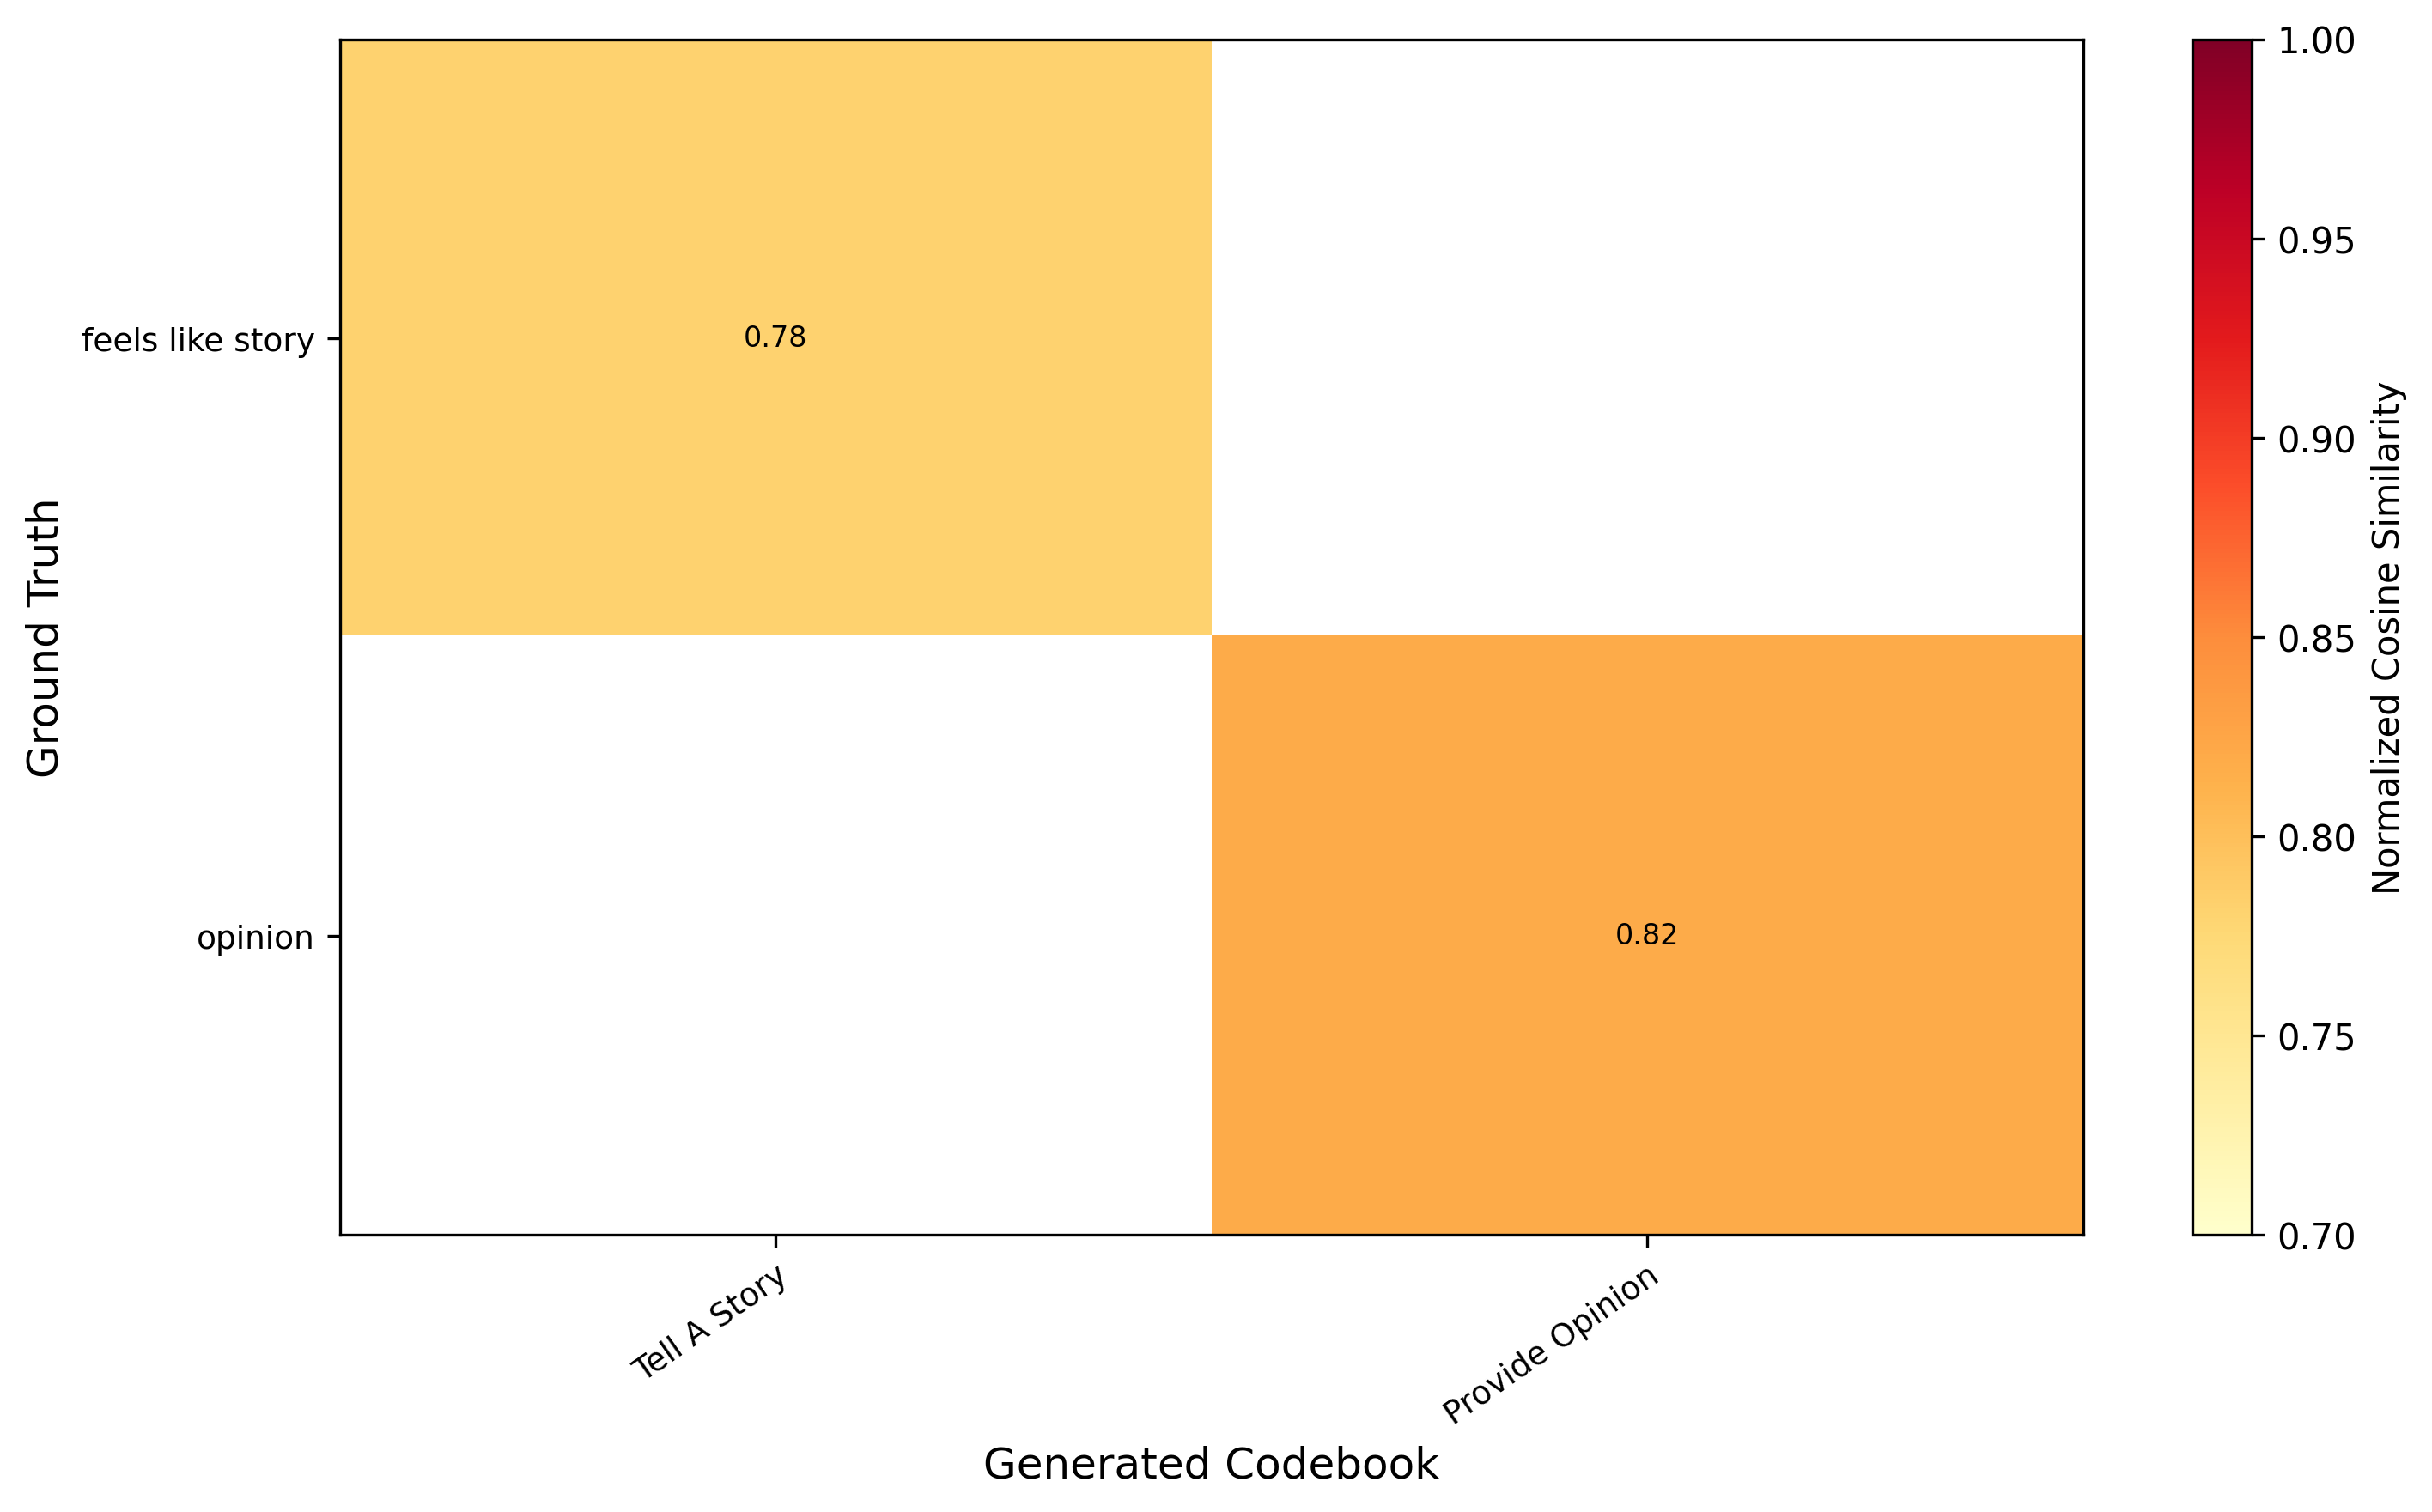 Ground Truth
feels like story
opinion
0.78
0.82
Tell A Story
Provide Opinion
Generated Codebook
1.00
0.95
0.90
0.85
0.80
0.75
0.70
Normalized Cosine Similarity